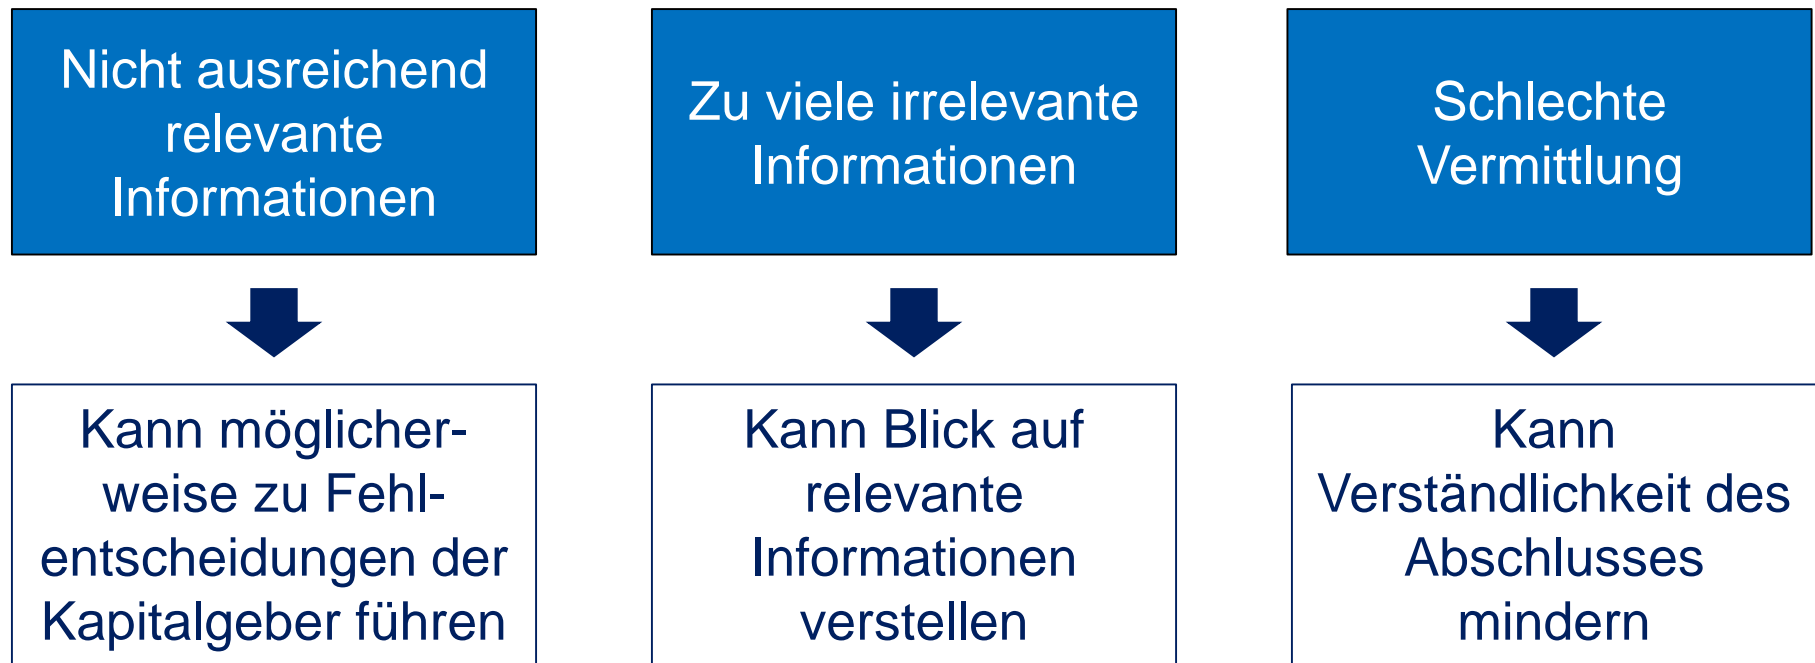 Nicht ausreichend
relevante
Informationen
Zu viele irrelevante
Informationen
Schlechte
Vermittlung
Kann möglicher-
weise zu Fehl-
entscheidungen der
Kapitalgeber führen
Kann Blick auf
relevante
Informationen
verstellen
Kann
Verständlichkeit des
Abschlusses
mindern